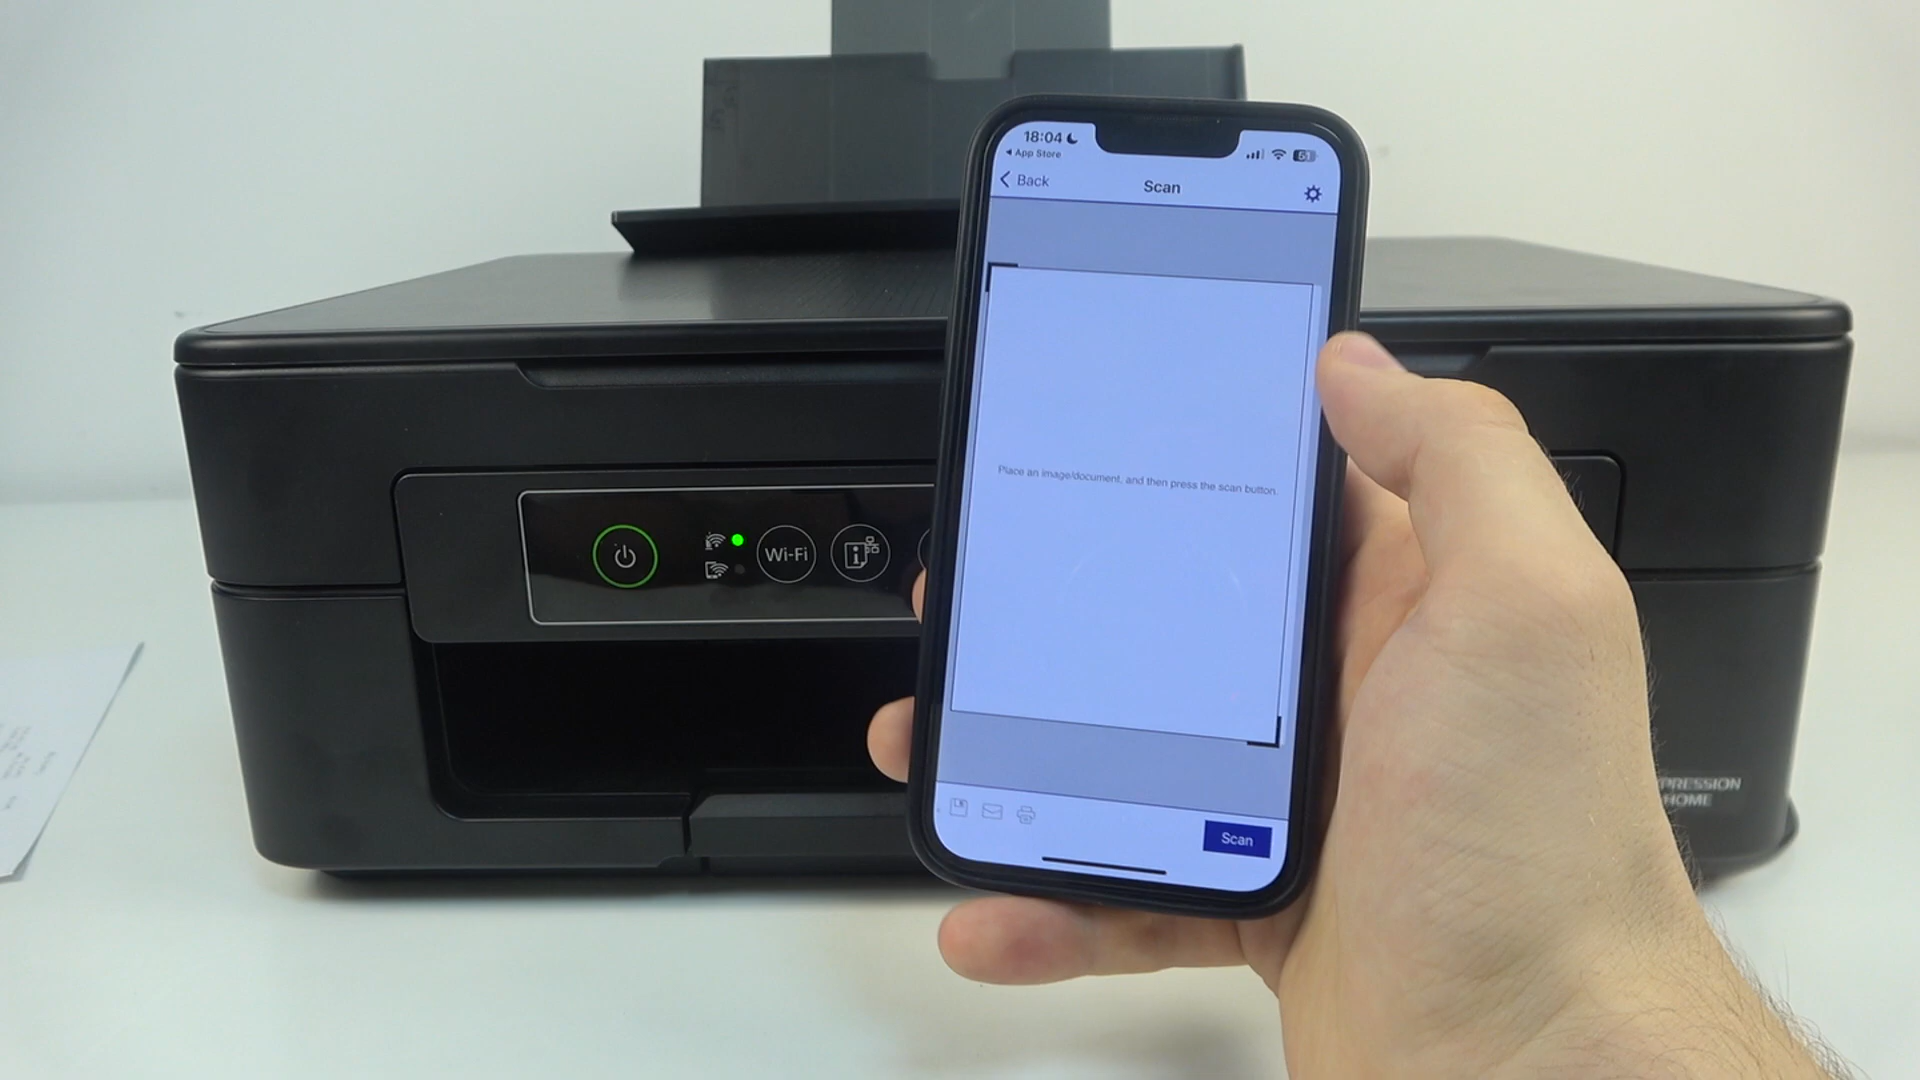 18:04
App Store
61
Back
Scan
Place an image/document, and then press the scan button.
Wi-Fi
Scan
PRESSION
HOME